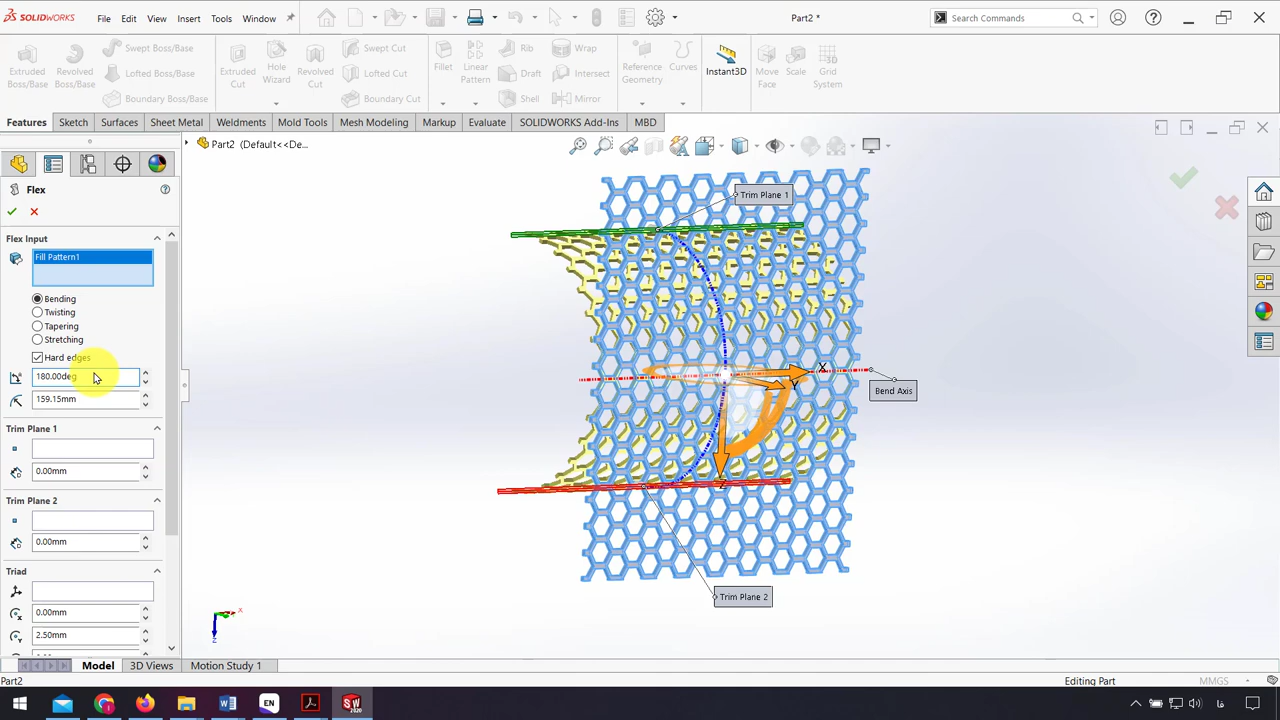 SOLIDWORKS
File Edit View Insert Tools Window
Part2 *
Search Commands
Extruded Boss/Base
Revolved Boss/Base
Swept Boss/Base
Lofted Boss/Base
Boundary Boss/Base
Extruded Cut
Hole Wizard
Revolved Cut
Swept Cut
Lofted Cut
Boundary Cut
Fillet
Linear Pattern
Rib
Draft
Shell
Wrap
Intersect
Mirror
Reference Geometry
Curves
Instant3D
Move Face
Scale
Grid System
Features Sketch Surfaces Sheet Metal Weldments Mold Tools Mesh Modeling Markup Evaluate SOLIDWORKS Add-Ins MBD
Part2 (Default<<De...
Flex
Flex Input
Fill Pattern1
Bending
Twisting
Tapering
Stretching
Hard edges
180.00deg
159.15mm
Trim Plane 1
0.00mm
Trim Plane 2
0.00mm
Triad
0.00mm
2.50mm
Trim Plane 1
X
Y
Bend Axis
Z
Trim Plane 2
x
z
Model 3D Views Motion Study 1
Part2
Editing Part
MMGS
EN
SW
2020
فا